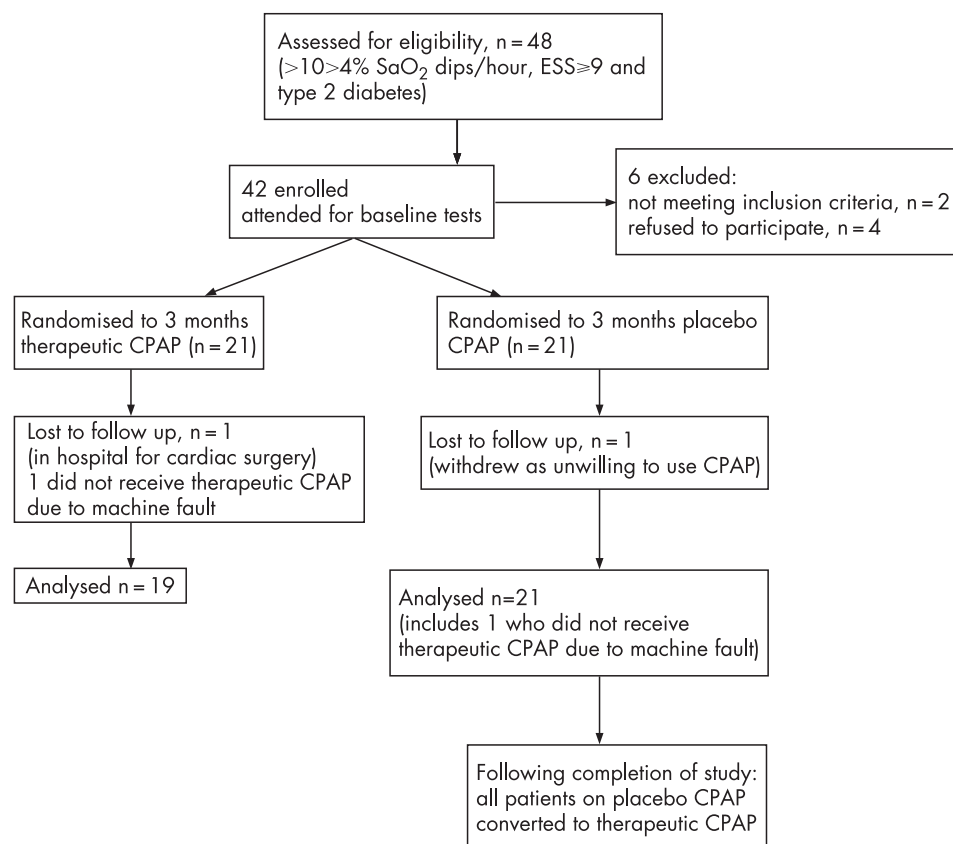 Assessed for eligibility, n = 48
(>10>4% SaO₂ dips/hour, ESS⩾9 and
type 2 diabetes)
42 enrolled
attended for baseline tests
6 excluded:
not meeting inclusion criteria, n = 2
refused to participate, n = 4
Randomised to 3 months
therapeutic CPAP (n = 21)
Randomised to 3 months placebo
CPAP (n = 21)
Lost to follow up, n = 1
(in hospital for cardiac surgery)
1 did not receive therapeutic CPAP
due to machine fault
Lost to follow up, n = 1
(withdrew as unwilling to use CPAP)
Analysed n = 19
Analysed n=21
(includes 1 who did not receive
therapeutic CPAP due to machine fault)
Following completion of study:
all patients on placebo CPAP
converted to therapeutic CPAP